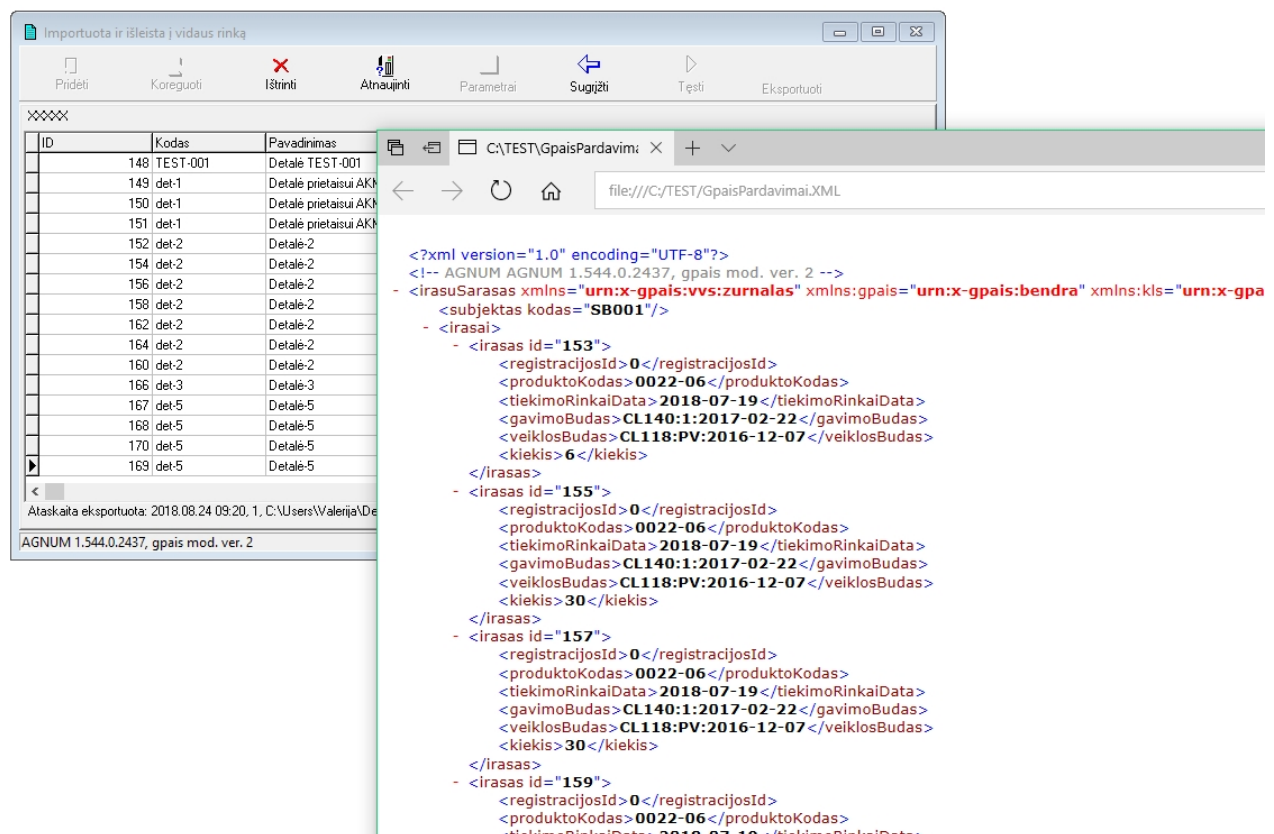 Importuota ir išleista į vidaus rinką
Pridėti Koreguoti Ištrinti Atnaujinti Parametrai Sugrįžti Tęsti Eksportuoti
XXXXX
ID Kodas Pavadinimas
148 TEST-001 Detalė TEST-001
149 det-1 Detalė prietaisui AKM
150 det-1 Detalė prietaisui AKM
151 det-1 Detalė prietaisui AKM
152 det-2 Detalė-2
154 det-2 Detalė-2
156 det-2 Detalė-2
158 det-2 Detalė-2
162 det-2 Detalė-2
164 det-2 Detalė-2
160 det-2 Detalė-2
166 det-3 Detalė-3
167 det-5 Detalė-5
168 det-5 Detalė-5
170 det-5 Detalė-5
169 det-5 Detalė-5
Ataskaita eksportuota: 2018.08.24 09:20, 1, C:\Users\Valerija\De
AGNUM 1.544.0.2437, gpais mod. ver. 2
C:\TEST\GpaisPardavima
file:///C:/TEST/GpaisPardavimai.XML
<?xml version="1.0" encoding="UTF-8"?>
<!-- AGNUM AGNUM 1.544.0.2437, gpais mod. ver. 2 -->
- <irasuSarasas xmlns="urn:x-gpais:vvs:zurnalas" xmlns:gpais="urn:x-gpais:bendra" xmlns:kls="urn:x-gpa
<subjektas kodas="SB001"/>
- <irasai>
- <irasas id="153">
<registracijosId>0</registracijosId>
<produktoKodas>0022-06</produktoKodas>
<tiekimoRinkaiData>2018-07-19</tiekimoRinkaiData>
<gavimoBudas>CL140:1:2017-02-22</gavimoBudas>
<veiklosBudas>CL118:PV:2016-12-07</veiklosBudas>
<kiekis>6</kiekis>
</irasas>
- <irasas id="155">
<registracijosId>0</registracijosId>
<produktoKodas>0022-06</produktoKodas>
<tiekimoRinkaiData>2018-07-19</tiekimoRinkaiData>
<gavimoBudas>CL140:1:2017-02-22</gavimoBudas>
<veiklosBudas>CL118:PV:2016-12-07</veiklosBudas>
<kiekis>30</kiekis>
</irasas>
- <irasas id="157">
<registracijosId>0</registracijosId>
<produktoKodas>0022-06</produktoKodas>
<tiekimoRinkaiData>2018-07-19</tiekimoRinkaiData>
<gavimoBudas>CL140:1:2017-02-22</gavimoBudas>
<veiklosBudas>CL118:PV:2016-12-07</veiklosBudas>
<kiekis>30</kiekis>
</irasas>
- <irasas id="159">
<registracijosId>0</registracijosId>
<produktoKodas>0022-06</produktoKodas>
<tiekimoRinkaiData>2018-07-19</tiekimoRinkaiData>